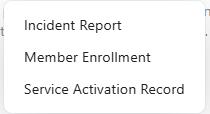 Incident Report
Member Enrollment
Service Activation Record